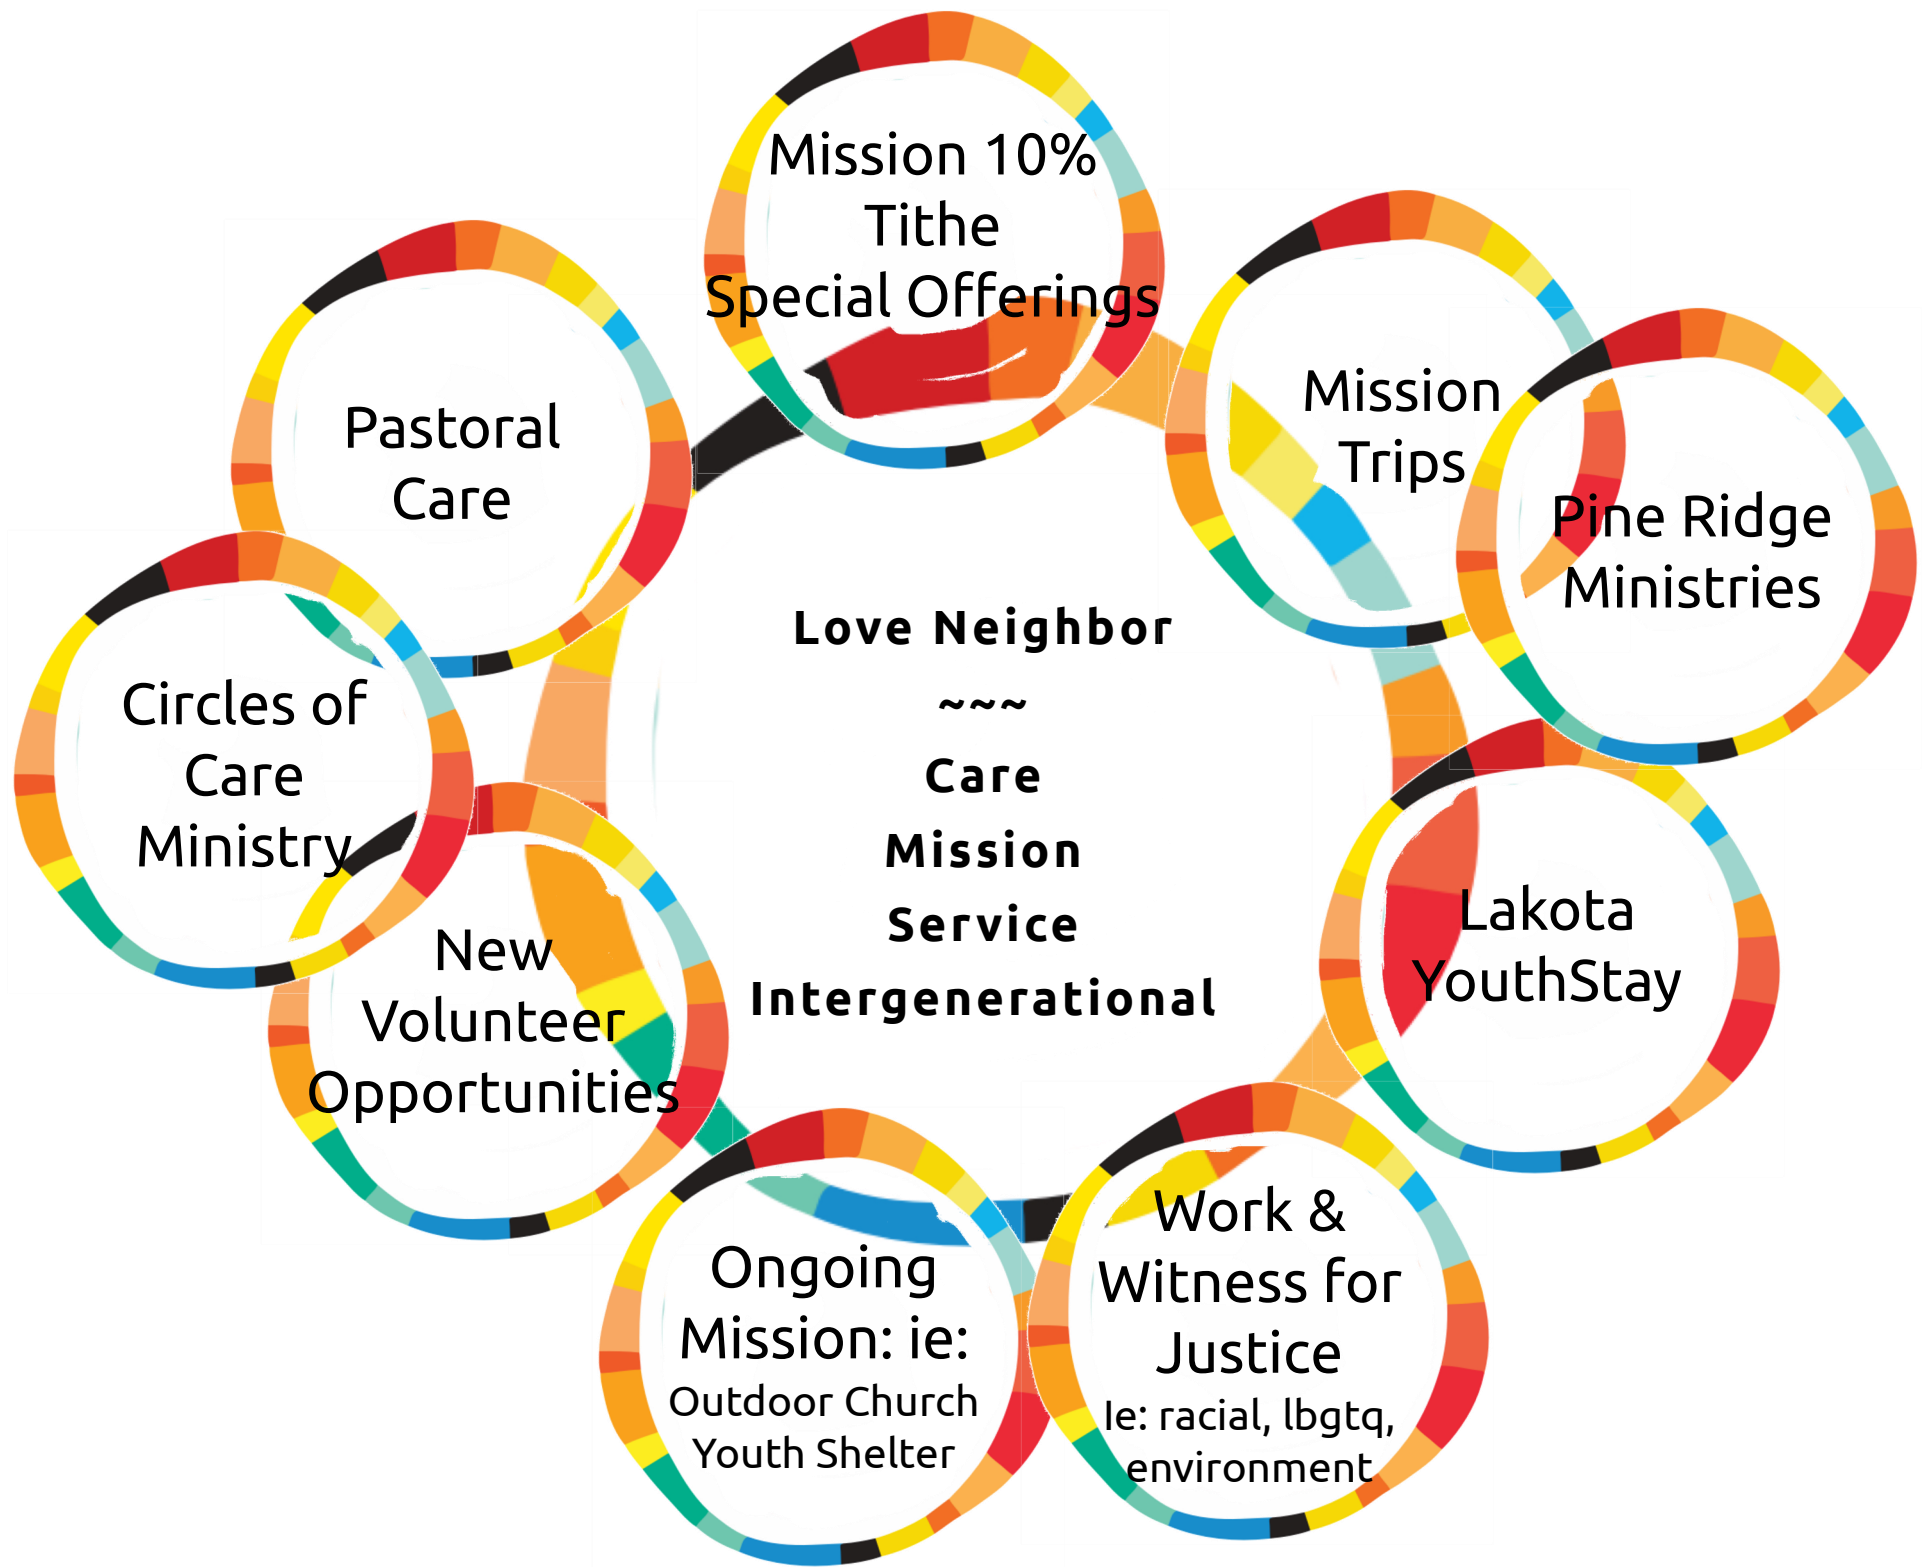 Mission 10%
Tithe
Special Offerings
Mission
Trips
Pine Ridge
Ministries
Lakota
YouthStay
Work &
Witness for
Justice
Ie: racial, lbgtq,
environment
Ongoing
Mission: ie:
Outdoor Church
Youth Shelter
New
Volunteer
Opportunities
Circles of
Care
Ministry
Pastoral
Care
Love Neighbor
~~~
Care
Mission
Service
Intergenerational